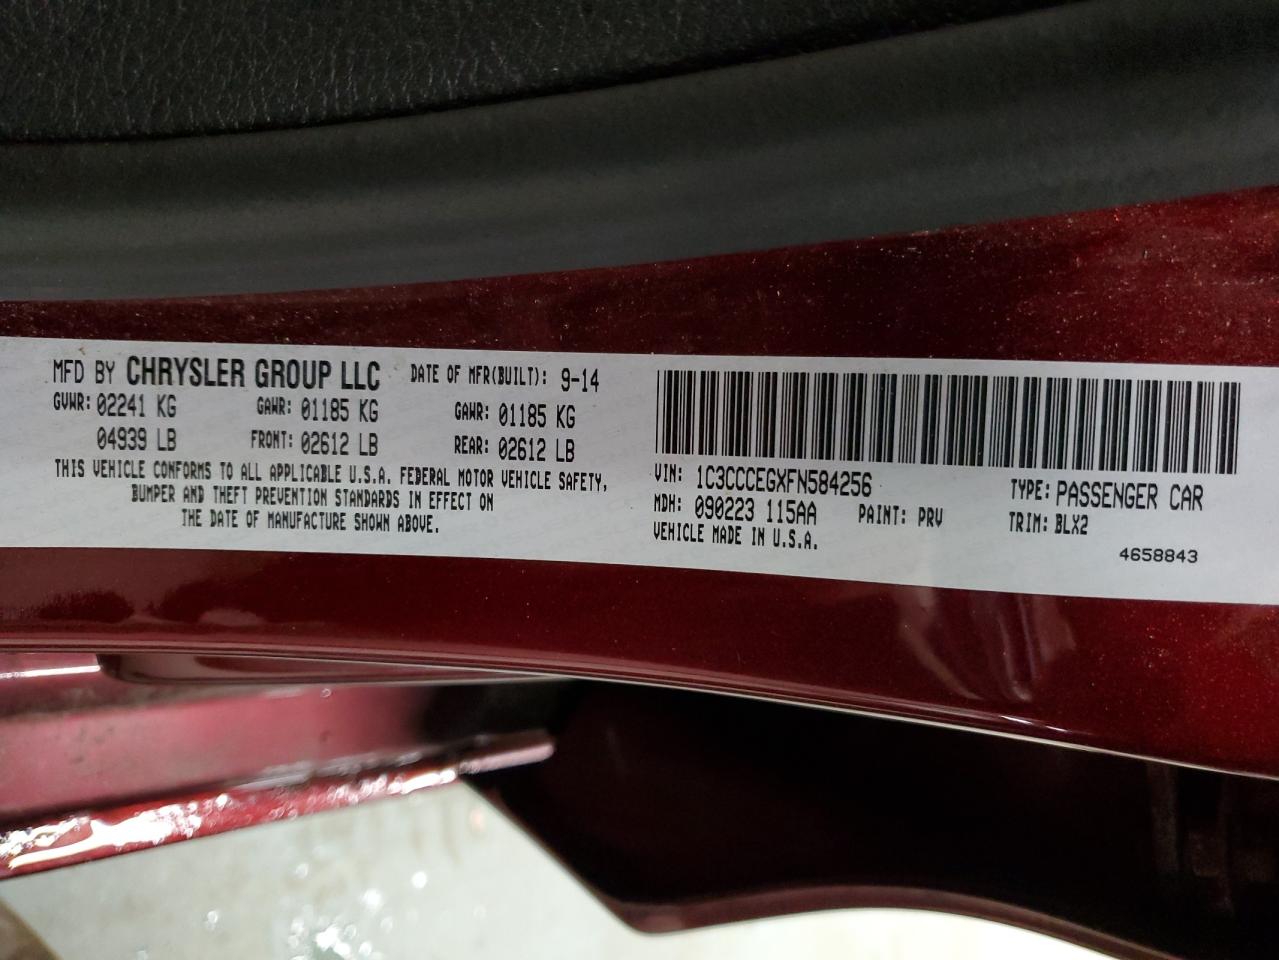 MFD BY CHRYSLER GROUP LLC DATE OF MFR(BUILT): 9-14
GVWR: 02241 KG GAWR: 01185 KG GAWR: 01185 KG
04939 LB FRONT: 02612 LB REAR: 02612 LB
THIS VEHICLE CONFORMS TO ALL APPLICABLE U.S.A. FEDERAL MOTOR VEHICLE SAFETY,
BUMPER AND THEFT PREVENTION STANDARDS IN EFFECT ON
THE DATE OF MANUFACTURE SHOWN ABOVE.
VIN: 1C3CCCEGXFN584256 TYPE: PASSENGER CAR
MDH: 090223 115AA PAINT: PRV TRIM: BLX2
VEHICLE MADE IN U.S.A.
4658843